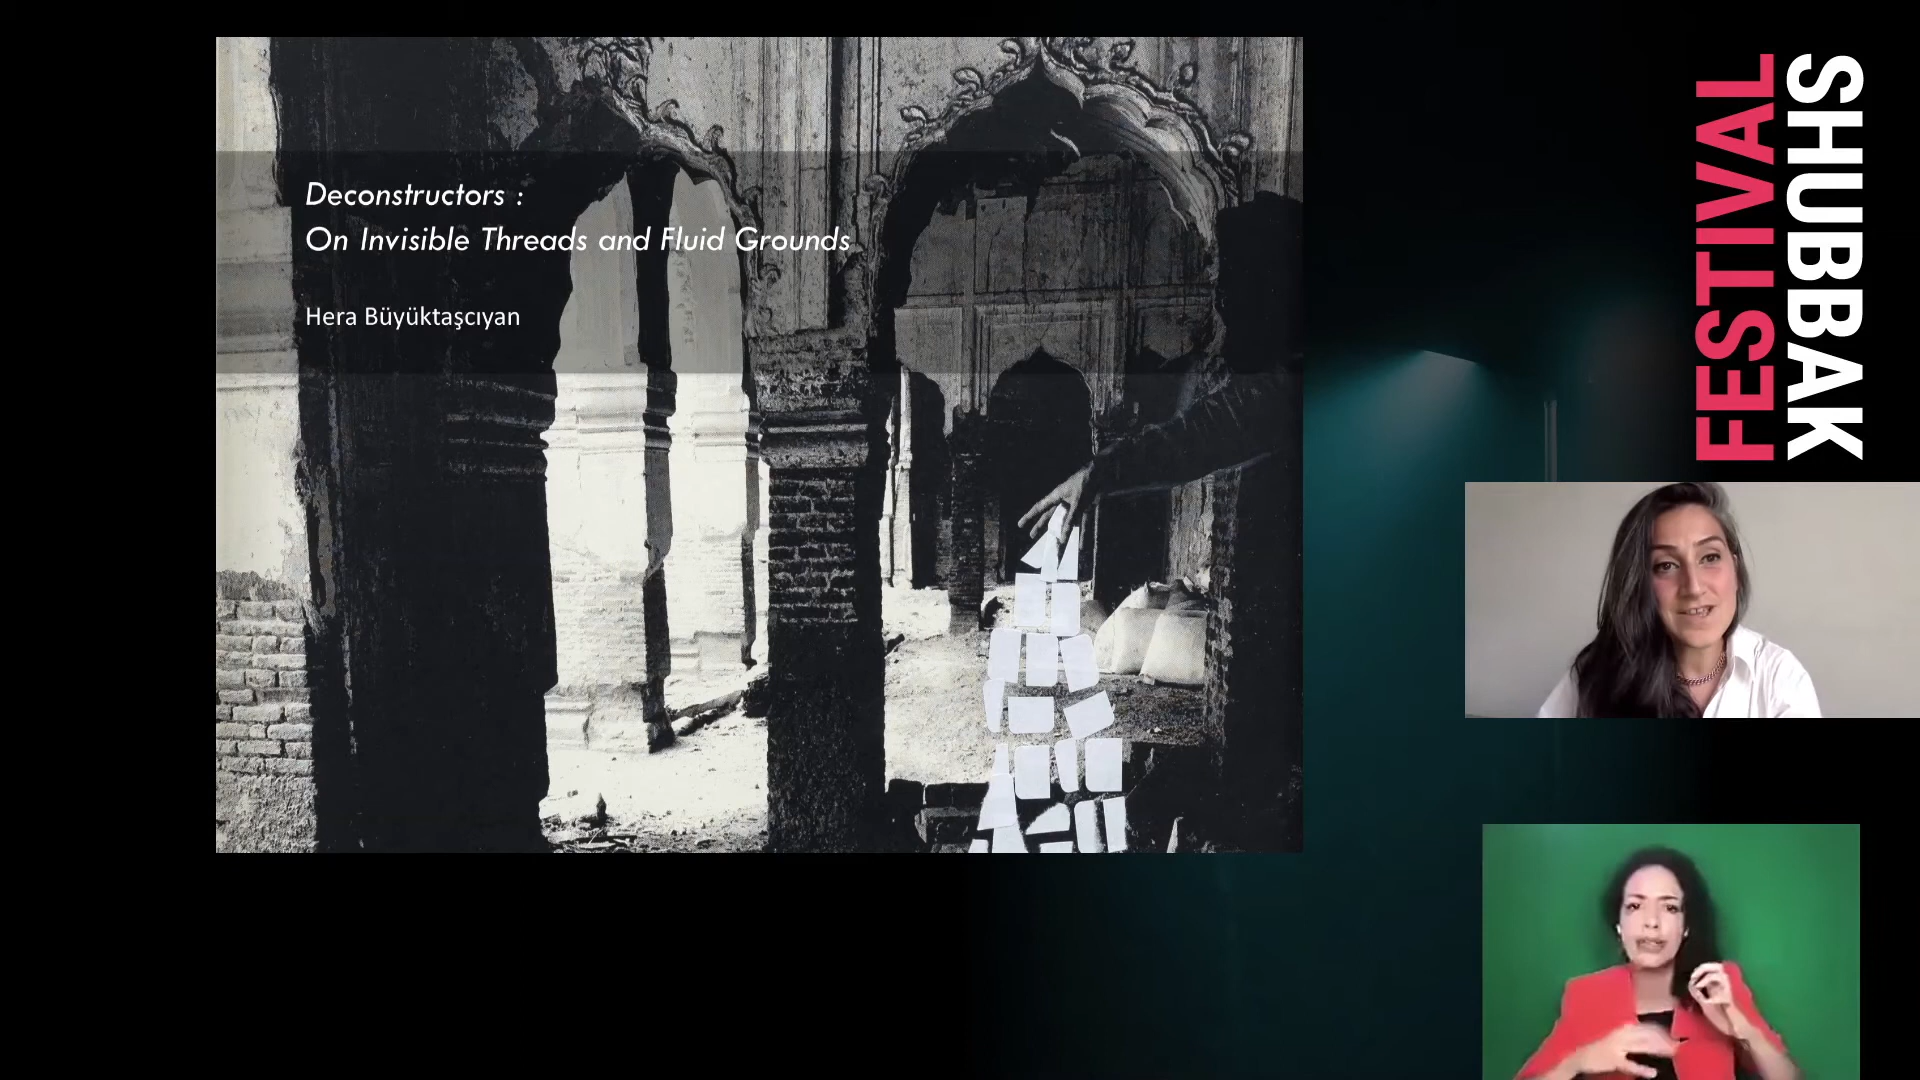 Deconstructors :
On Invisible Threads and Fluid Grounds
Hera Büyüktaşcıyan
SHUBBAK
FESTIVAL